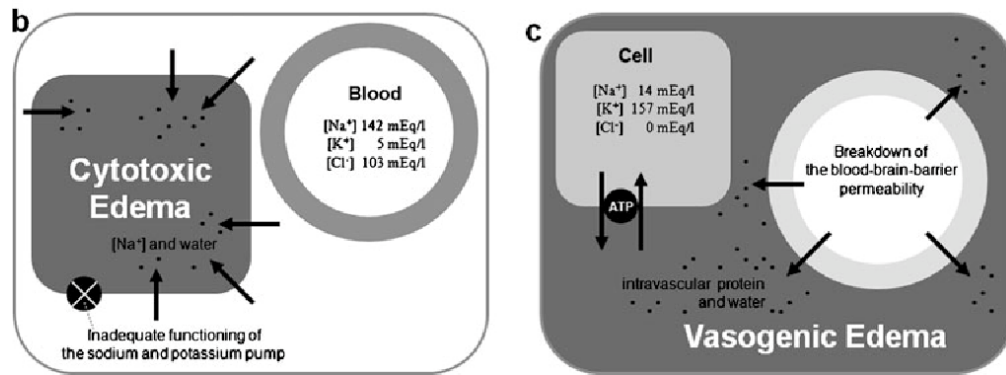 b
Blood
[Na⁺] 142 mEq/l
[K⁺] 5 mEq/l
[Cl⁻] 103 mEq/l
Cytotoxic
Edema
[Na⁺] and water
Inadequate functioning of
the sodium and potassium pump
c
Cell
[Na⁺] 14 mEq/l
[K⁺] 157 mEq/l
[Cl⁻] 0 mEq/l
ATP
Breakdown of
the blood-brain-barrier
permeability
intravascular protein
and water
Vasogenic Edema